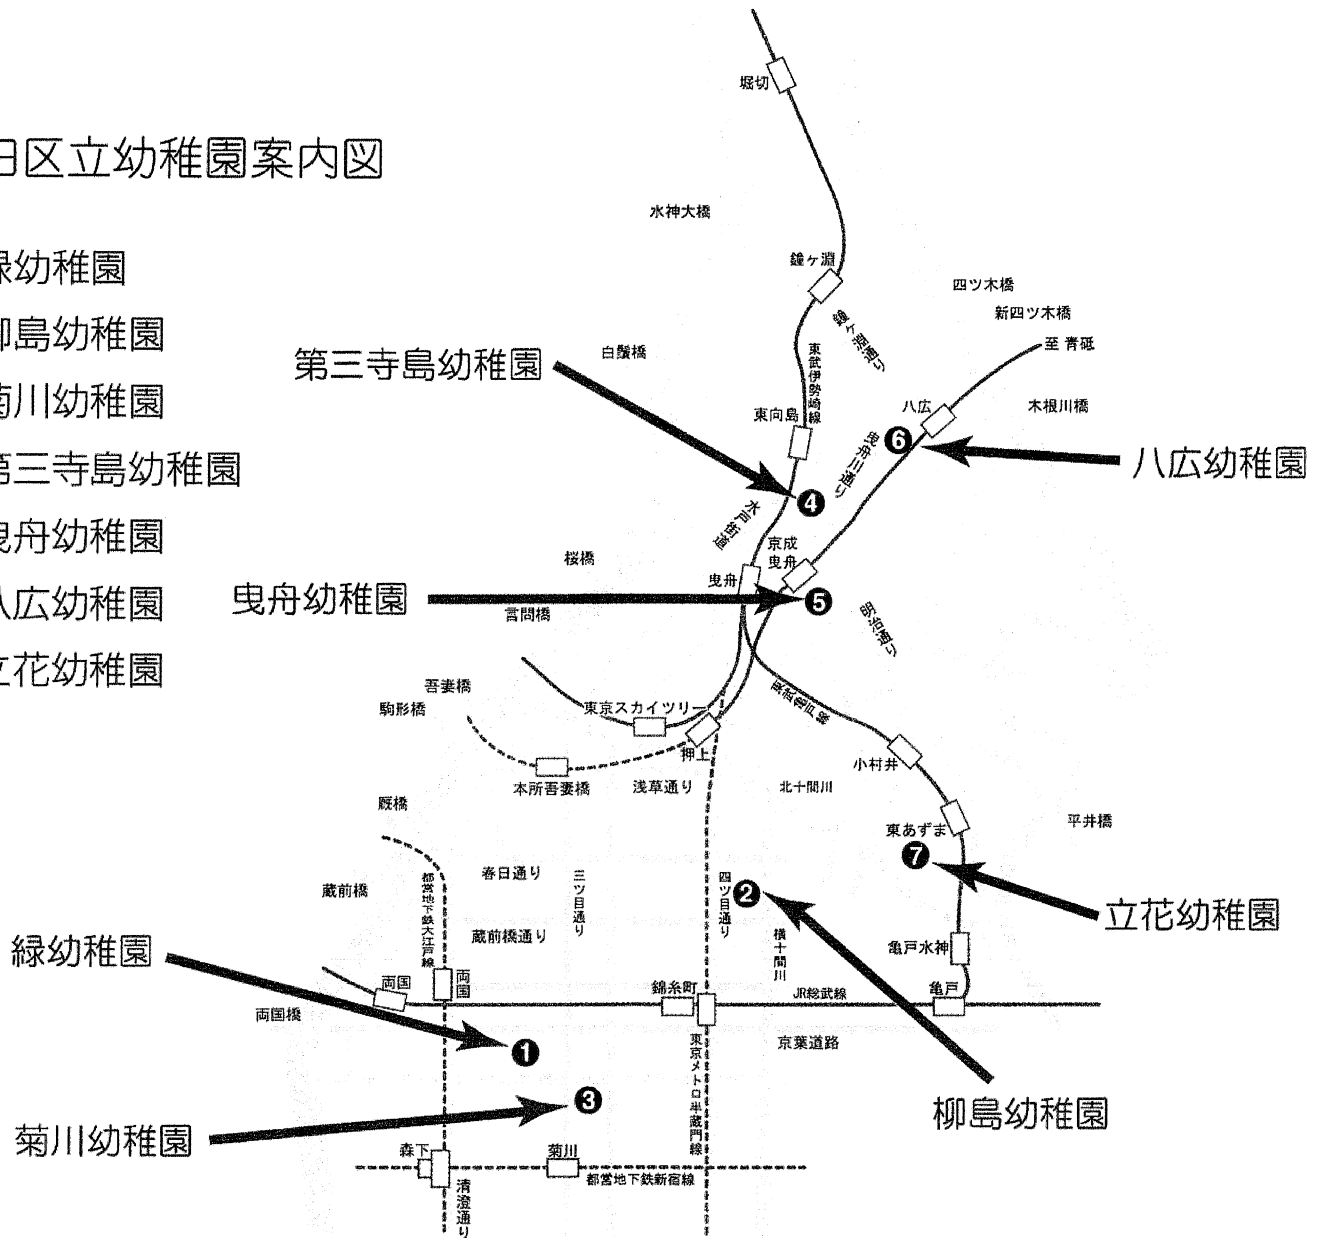 田区立幼稚園案内図
緑幼稚園
柳島幼稚園
菊川幼稚園
第三寺島幼稚園
曳舟幼稚園
八広幼稚園
立花幼稚園
堀切
水神大橋
鐘ヶ淵
四ツ木橋
新四ツ木橋
鐘ヶ淵通り
至 青砥
白鬚橋
東武伊勢崎線
第三寺島幼稚園
八広
木根川橋
東向島
曳舟川通り
6
八広幼稚園
4
水戸街道
京成
曳舟
桜橋
曳舟
曳舟幼稚園
5
言問橋
明治通り
吾妻橋
駒形橋
東京スカイツリー
東武亀戸線
押上
小村井
本所吾妻橋
浅草通り
北十間川
厩橋
東あずま
平井橋
7
春日通り
三ツ目通り
都営地下鉄大江戸線
四ツ目通り
2
蔵前橋
立花幼稚園
蔵前橋通り
横十間川
緑幼稚園
亀戸水神
両国
両国
錦糸町
JR総武線
亀戸
両国橋
京葉道路
1
東京メトロ半蔵門線
3
柳島幼稚園
菊川幼稚園
森下
菊川
都営地下鉄新宿線
清澄通り